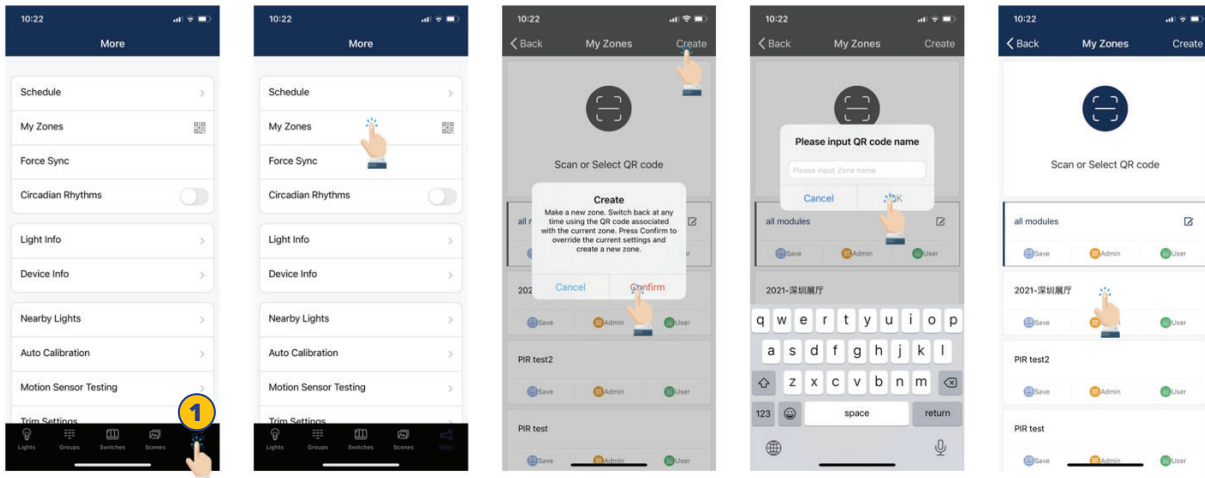 10:22
More
Schedule
My Zones
Force Sync
Circadian Rhythms
Light Info
Device Info
Nearby Lights
Auto Calibration
Motion Sensor Testing
Trim Settings
1
Lights Groups Switches Scenes
10:22
More
Schedule
My Zones
Force Sync
Circadian Rhythms
Light Info
Device Info
Nearby Lights
Auto Calibration
Motion Sensor Testing
Trim Settings
Lights Groups Switches Scenes More
10:22
Back My Zones Create
Scan or Select QR code
Create
Make a new zone. Switch back at any
time using the QR code associated
with the current zone. Press Confirm to
override the current settings and
create a new zone.
Cancel Confirm
all
202
Save Admin User
PIR test2
Save Admin User
PIR test
Save Admin User
10:22
Back My Zones Create
Please input QR code name
Please input Zone name
Cancel OK
all modules
Save Admin User
2021-深圳展厅
q w e r t y u i o p
a s d f g h j k l
z x c v b n m
123 space return
10:22
Back My Zones Create
Scan or Select QR code
all modules
Save Admin User
2021-深圳展厅
Save User
PIR test2
Save Admin User
PIR test
Save Admin User